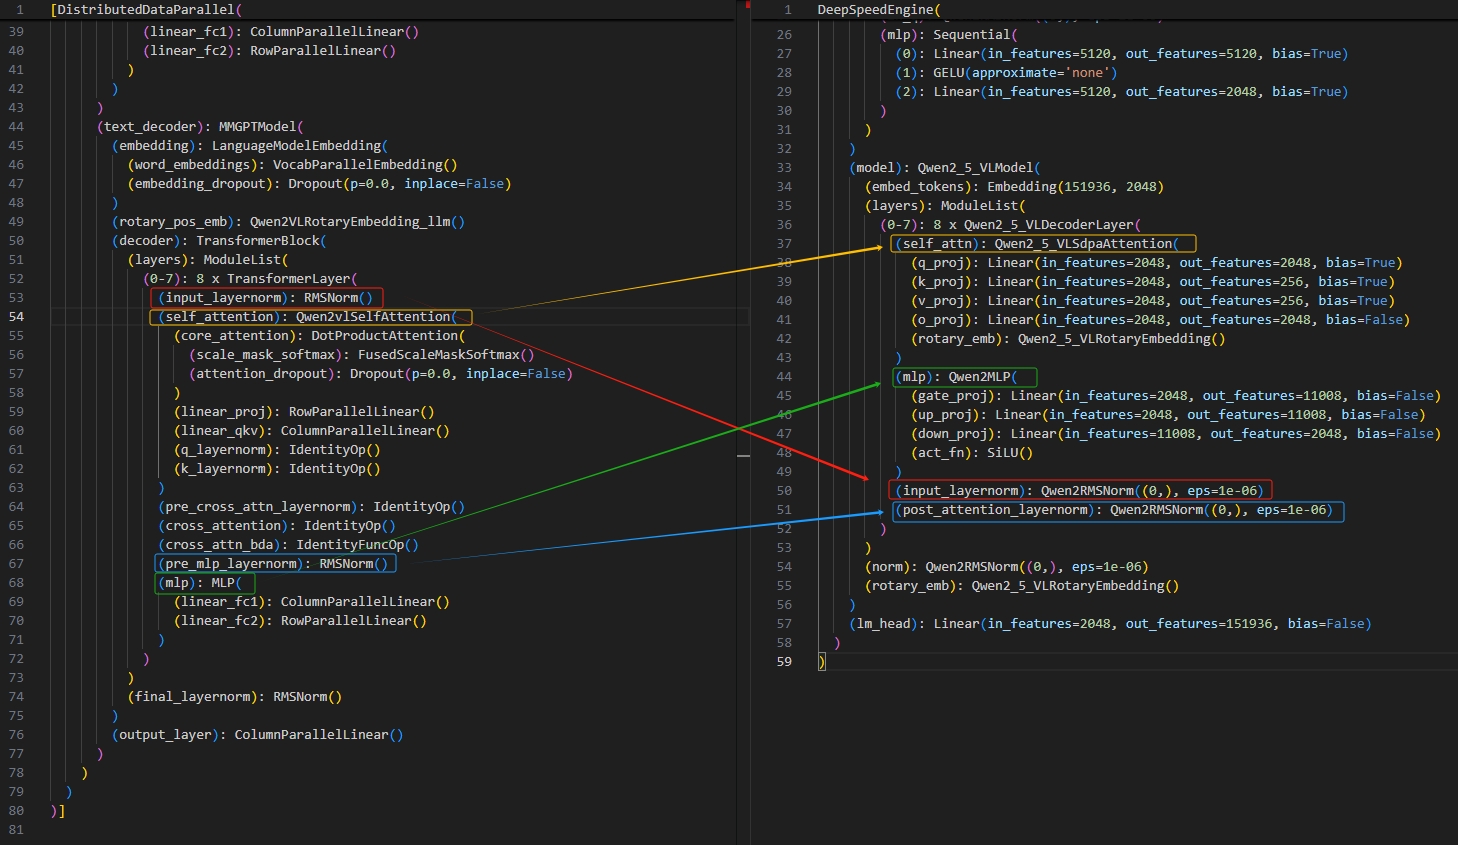 1 [DistributedDataParallel(
39 (linear_fc1): ColumnParallelLinear()
40 (linear_fc2): RowParallelLinear()
41 )
42 )
43 )
44 (text_decoder): MMGPTModel(
45 (embedding): LanguageModelEmbedding(
46 (word_embeddings): VocabParallelEmbedding()
47 (embedding_dropout): Dropout(p=0.0, inplace=False)
48 )
49 (rotary_pos_emb): Qwen2VLRotaryEmbedding_llm()
50 (decoder): TransformerBlock(
51 (layers): ModuleList(
52 (0-7): 8 x TransformerLayer(
53 (input_layernorm): RMSNorm()
54 (self_attention): Qwen2vlSelfAttention(
55 (core_attention): DotProductAttention(
56 (scale_mask_softmax): FusedScaleMaskSoftmax()
57 (attention_dropout): Dropout(p=0.0, inplace=False)
58 )
59 (linear_proj): RowParallelLinear()
60 (linear_qkv): ColumnParallelLinear()
61 (q_layernorm): IdentityOp()
62 (k_layernorm): IdentityOp()
63 )
64 (pre_cross_attn_layernorm): IdentityOp()
65 (cross_attention): IdentityOp()
66 (cross_attn_bda): IdentityFuncOp()
67 (pre_mlp_layernorm): RMSNorm()
68 (mlp): MLP(
69 (linear_fc1): ColumnParallelLinear()
70 (linear_fc2): RowParallelLinear()
71 )
72 )
73 )
74 (final_layernorm): RMSNorm()
75 )
76 (output_layer): ColumnParallelLinear()
77 )
78 )
79 )
80 )]
81
1 DeepSpeedEngine(
26 (mlp): Sequential(
27 (0): Linear(in_features=5120, out_features=5120, bias=True)
28 (1): GELU(approximate='none')
29 (2): Linear(in_features=5120, out_features=2048, bias=True)
30 )
31 )
32 )
33 (model): Qwen2_5_VLModel(
34 (embed_tokens): Embedding(151936, 2048)
35 (layers): ModuleList(
36 (0-7): 8 x Qwen2_5_VLDecoderLayer(
37 (self_attn): Qwen2_5_VLSdpaAttention(
38 (q_proj): Linear(in_features=2048, out_features=2048, bias=True)
39 (k_proj): Linear(in_features=2048, out_features=256, bias=True)
40 (v_proj): Linear(in_features=2048, out_features=256, bias=True)
41 (o_proj): Linear(in_features=2048, out_features=2048, bias=False)
42 (rotary_emb): Qwen2_5_VLRotaryEmbedding()
43 )
44 (mlp): Qwen2MLP(
45 (gate_proj): Linear(in_features=2048, out_features=11008, bias=False)
46 (up_proj): Linear(in_features=2048, out_features=11008, bias=False)
47 (down_proj): Linear(in_features=11008, out_features=2048, bias=False)
48 (act_fn): SiLU()
49 )
50 (input_layernorm): Qwen2RMSNorm((0,), eps=1e-06)
51 (post_attention_layernorm): Qwen2RMSNorm((0,), eps=1e-06)
52 )
53 )
54 (norm): Qwen2RMSNorm((0,), eps=1e-06)
55 (rotary_emb): Qwen2_5_VLRotaryEmbedding()
56 )
57 (lm_head): Linear(in_features=2048, out_features=151936, bias=False)
58 )
59 )